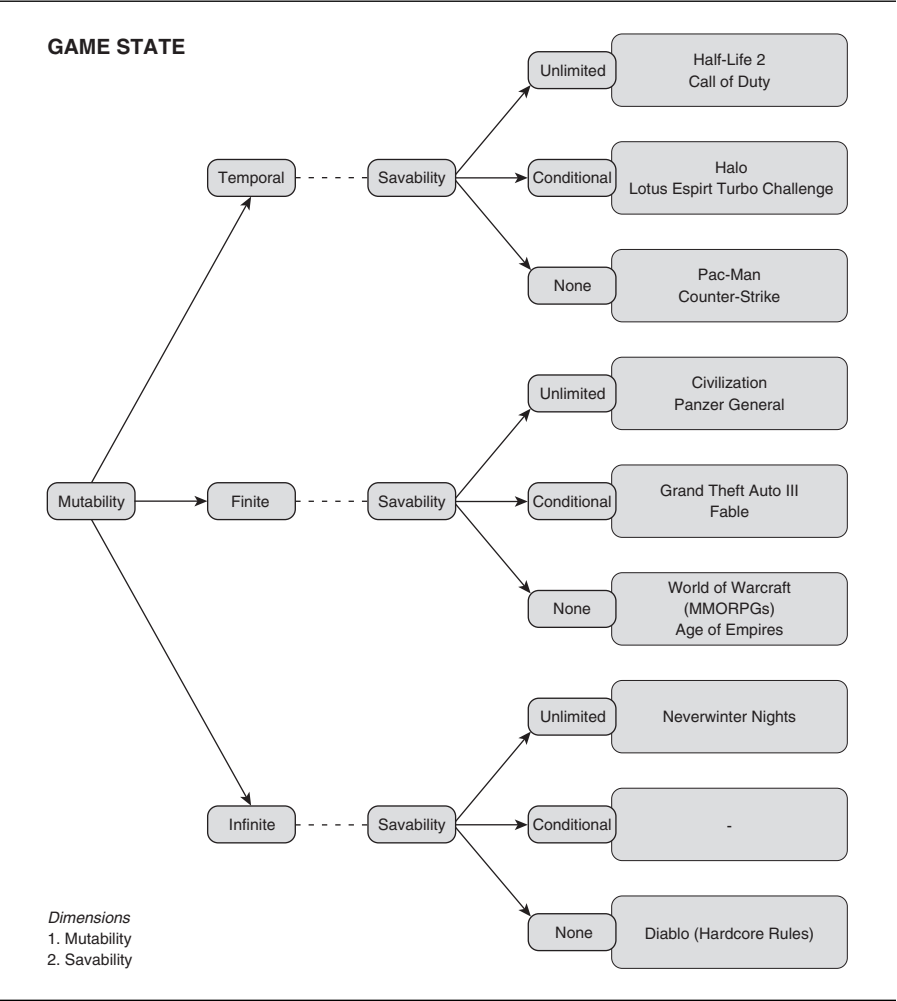 GAME STATE
Unlimited
Half-Life 2
Call of Duty
Temporal
Savability
Conditional
Halo
Lotus Espirt Turbo Challenge
None
Pac-Man
Counter-Strike
Unlimited
Civilization
Panzer General
Mutability
Finite
Savability
Conditional
Grand Theft Auto III
Fable
None
World of Warcraft
(MMORPGs)
Age of Empires
Unlimited
Neverwinter Nights
Infinite
Savability
Conditional
-
None
Diablo (Hardcore Rules)
Dimensions
1. Mutability
2. Savability